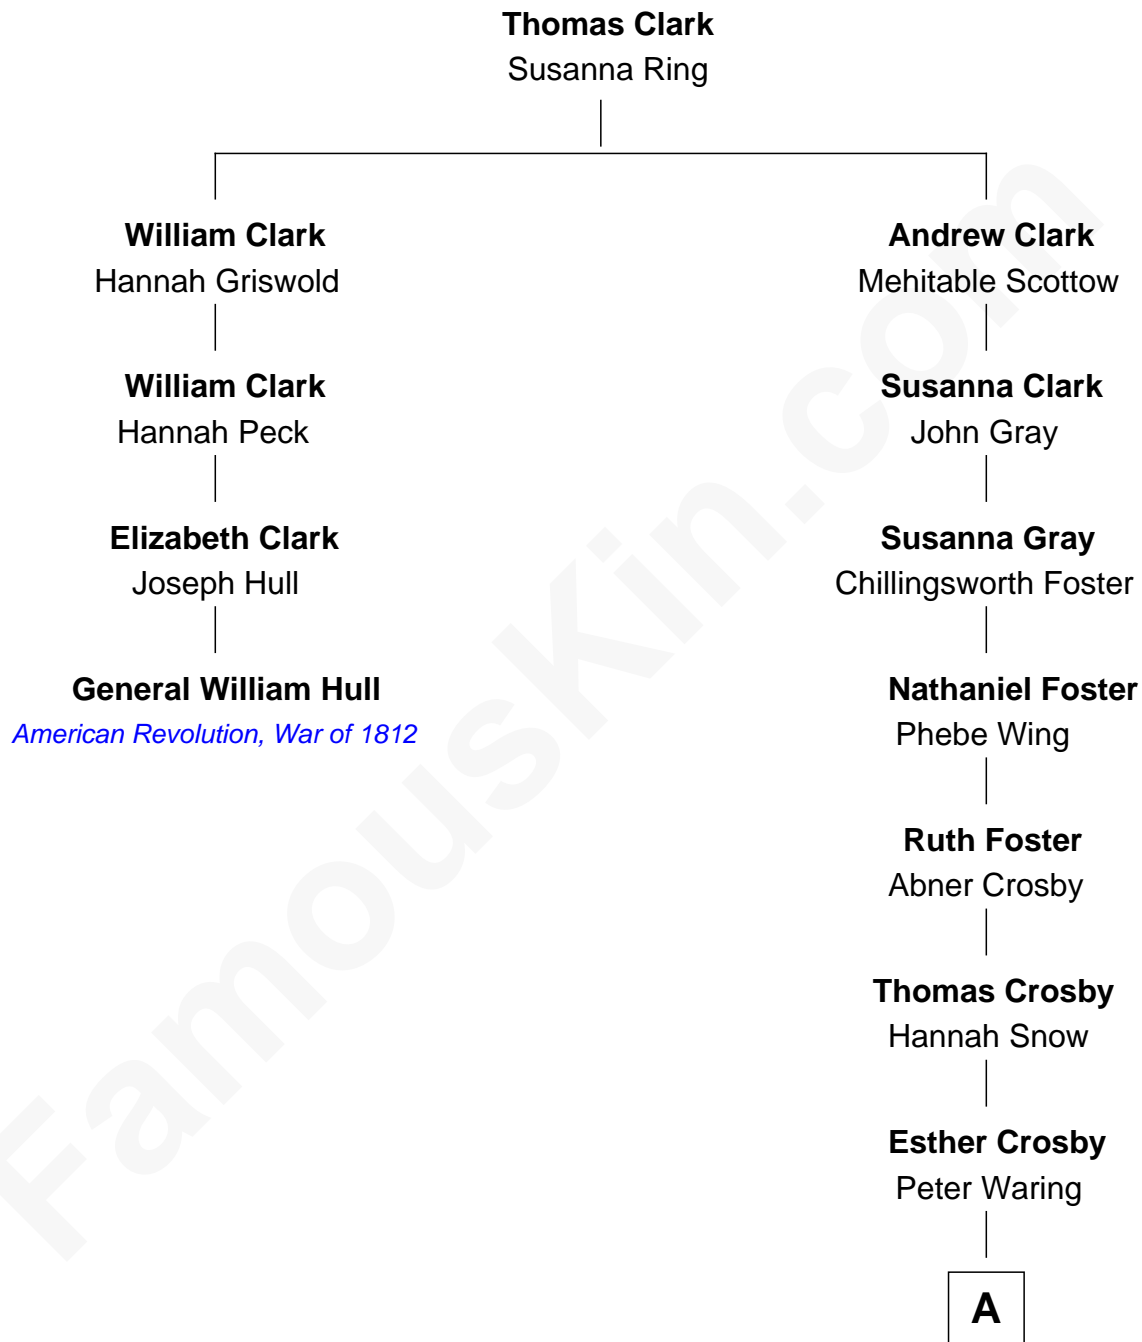 Thomas Clark
Susanna Ring
William Clark
Hannah Griswold
William Clark
Hannah Peck
Elizabeth Clark
Joseph Hull
General William Hull
American Revolution, War of 1812
Andrew Clark
Mehitable Scottow
Susanna Clark
John Gray
Susanna Gray
Chillingsworth Foster
Nathaniel Foster
Phebe Wing
Ruth Foster
Abner Crosby
Thomas Crosby
Hannah Snow
Esther Crosby
Peter Waring
A
FamousKin.com